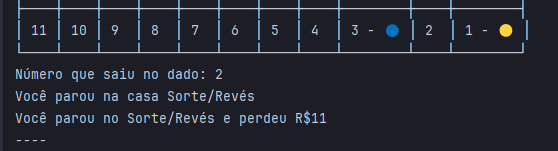 | 11 | 10 | 9 | 8 | 7 | 6 | 5 | 4 | 3 - 🔵 | 2 | 1 - 🟡 |
Número que saiu no dado: 2
Você parou na casa Sorte/Revés
Você parou no Sorte/Revés e perdeu R$11
----